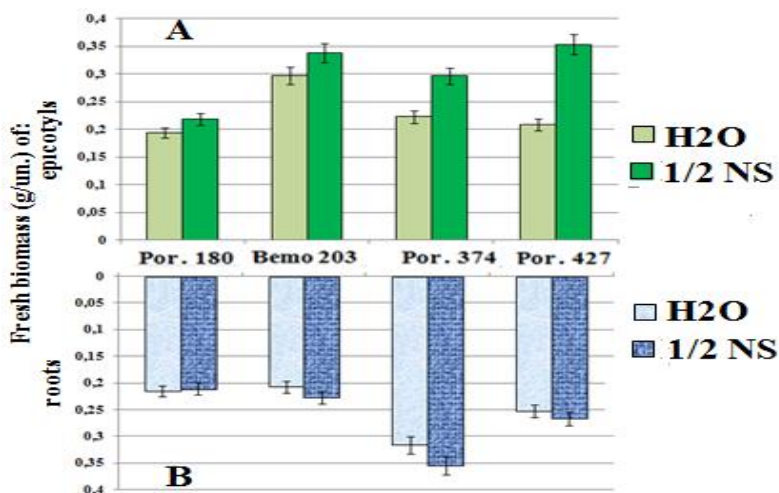 Fresh biomass (g/un.) of:
epicotyls
roots
A
0,4
0,35
0,3
0,25
0,2
0,15
0,1
0,05
0
H2O
1/2 NS
Por. 180 Bemo 203 Por. 374 Por. 427
0
0,05
0,1
0,15
0,2
0,25
0,3
0,35
0,4
H2O
1/2 NS
B